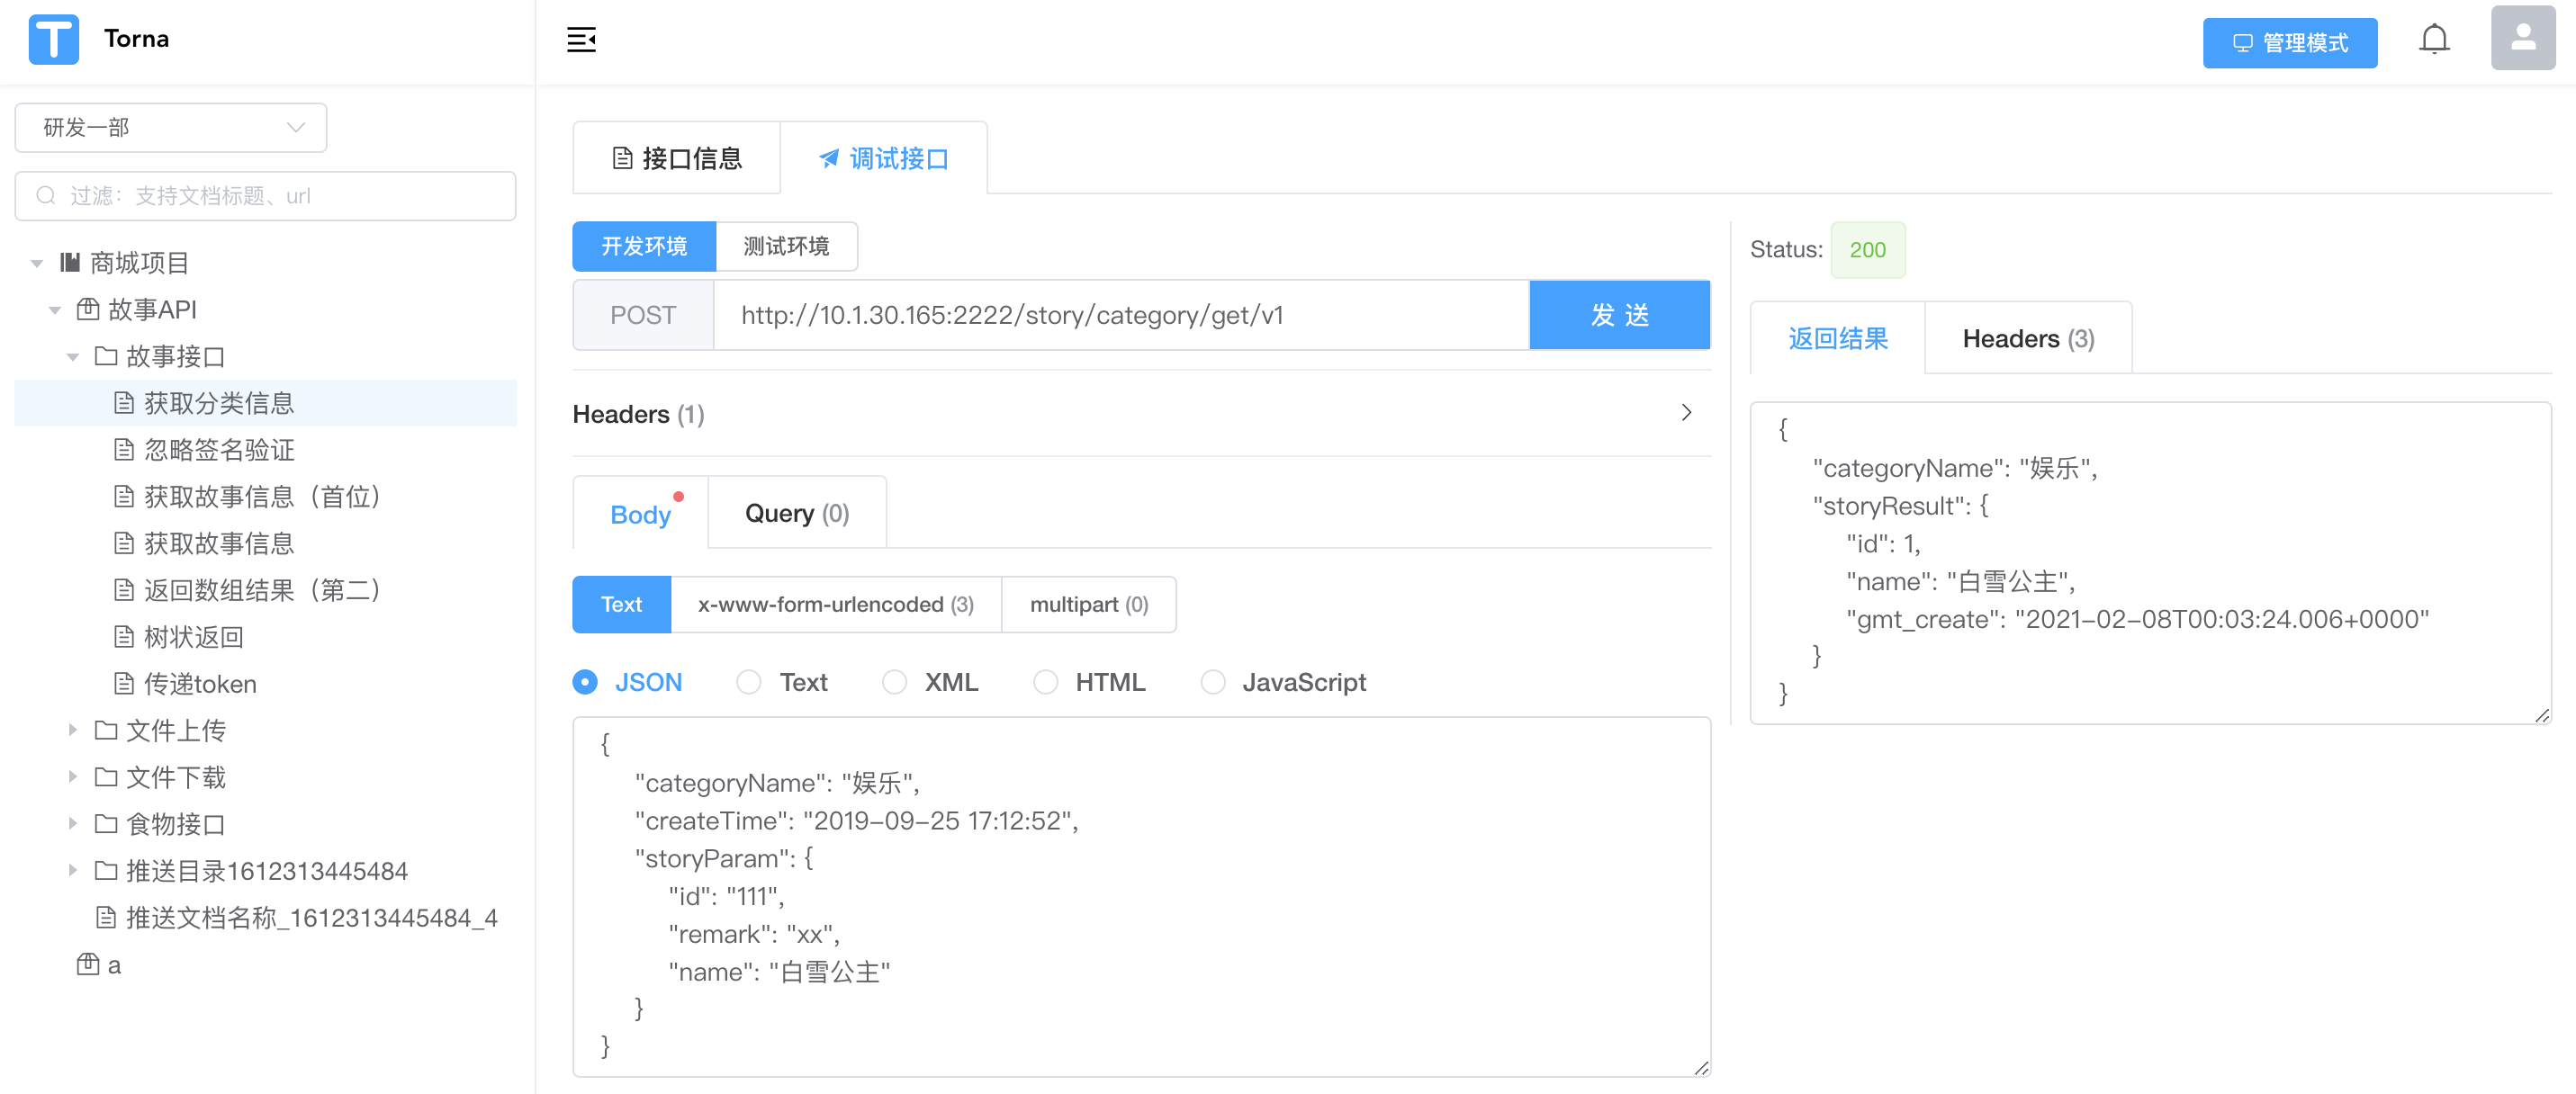 Torna
管理模式
研发一部
过滤：支持文档标题、url
商城项目
故事API
故事接口
获取分类信息
忽略签名验证
获取故事信息（首位）
获取故事信息
返回数组结果（第二）
树状返回
传递token
文件上传
文件下载
食物接口
推送目录1612313445484
推送文档名称_1612313445484_4
a
接口信息
调试接口
开发环境
测试环境
POST
http://10.1.30.165:2222/story/category/get/v1
发 送
Headers (1)
Body
Query (0)
Text
x-www-form-urlencoded (3)
multipart (0)
JSON
Text
XML
HTML
JavaScript
{
"categoryName": "娱乐",
"createTime": "2019-09-25 17:12:52",
"storyParam": {
"id": "111",
"remark": "xx",
"name": "白雪公主"
}
}
Status: 200
返回结果
Headers (3)
{
"categoryName": "娱乐",
"storyResult": {
"id": 1,
"name": "白雪公主",
"gmt_create": "2021-02-08T00:03:24.006+0000"
}
}